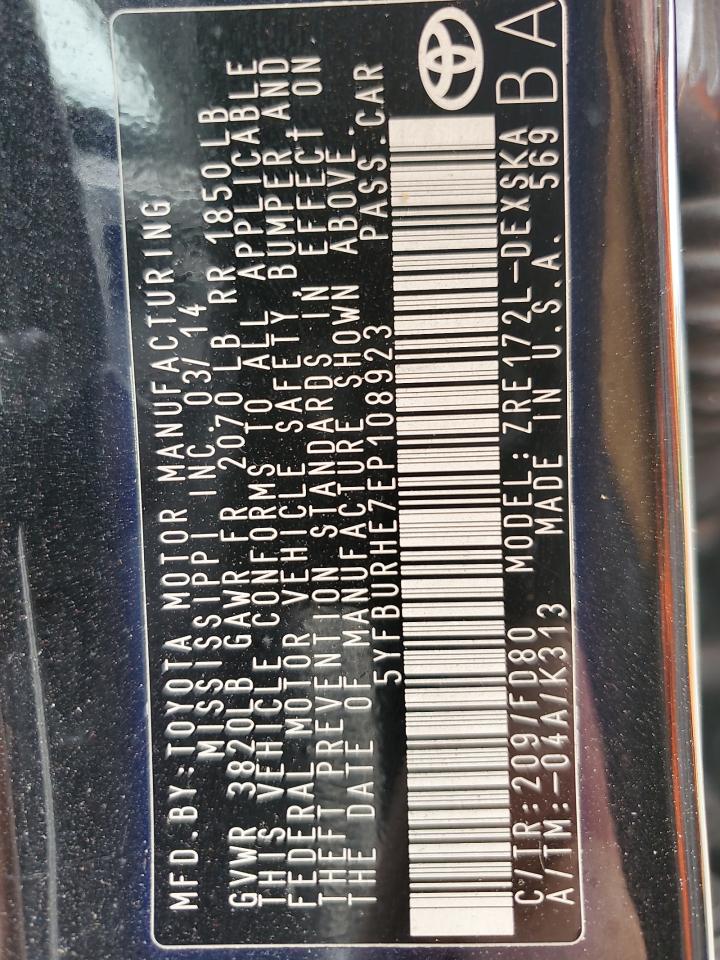 MFD.BY:TOYOTA MOTOR MANUFACTURING
MISSISSIPPI INC. 03/14
GVWR 3820LB GAWR FR 2070 LB RR 1850LB
THIS VEHICLE CONFORMS TO ALL APPLICABLE
FEDERAL MOTOR VEHICLE SAFETY, BUMPER AND
THEFT PREVENTION STANDARDS IN EFFECT ON
THE DATE OF MANUFACTURE SHOWN ABOVE.
5YFBURHE7EP108923 PASS.CAR
C/TR:209/FD80 MODEL:ZRE172L-DEXSKA
A/TM:-04A/K313 MADE IN U.S.A. 569
BA